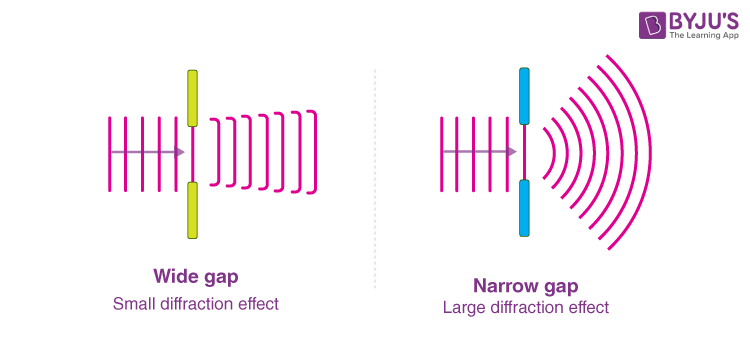 BYJU'S
The Learning App
Wide gap
Small diffraction effect
Narrow gap
Large diffraction effect